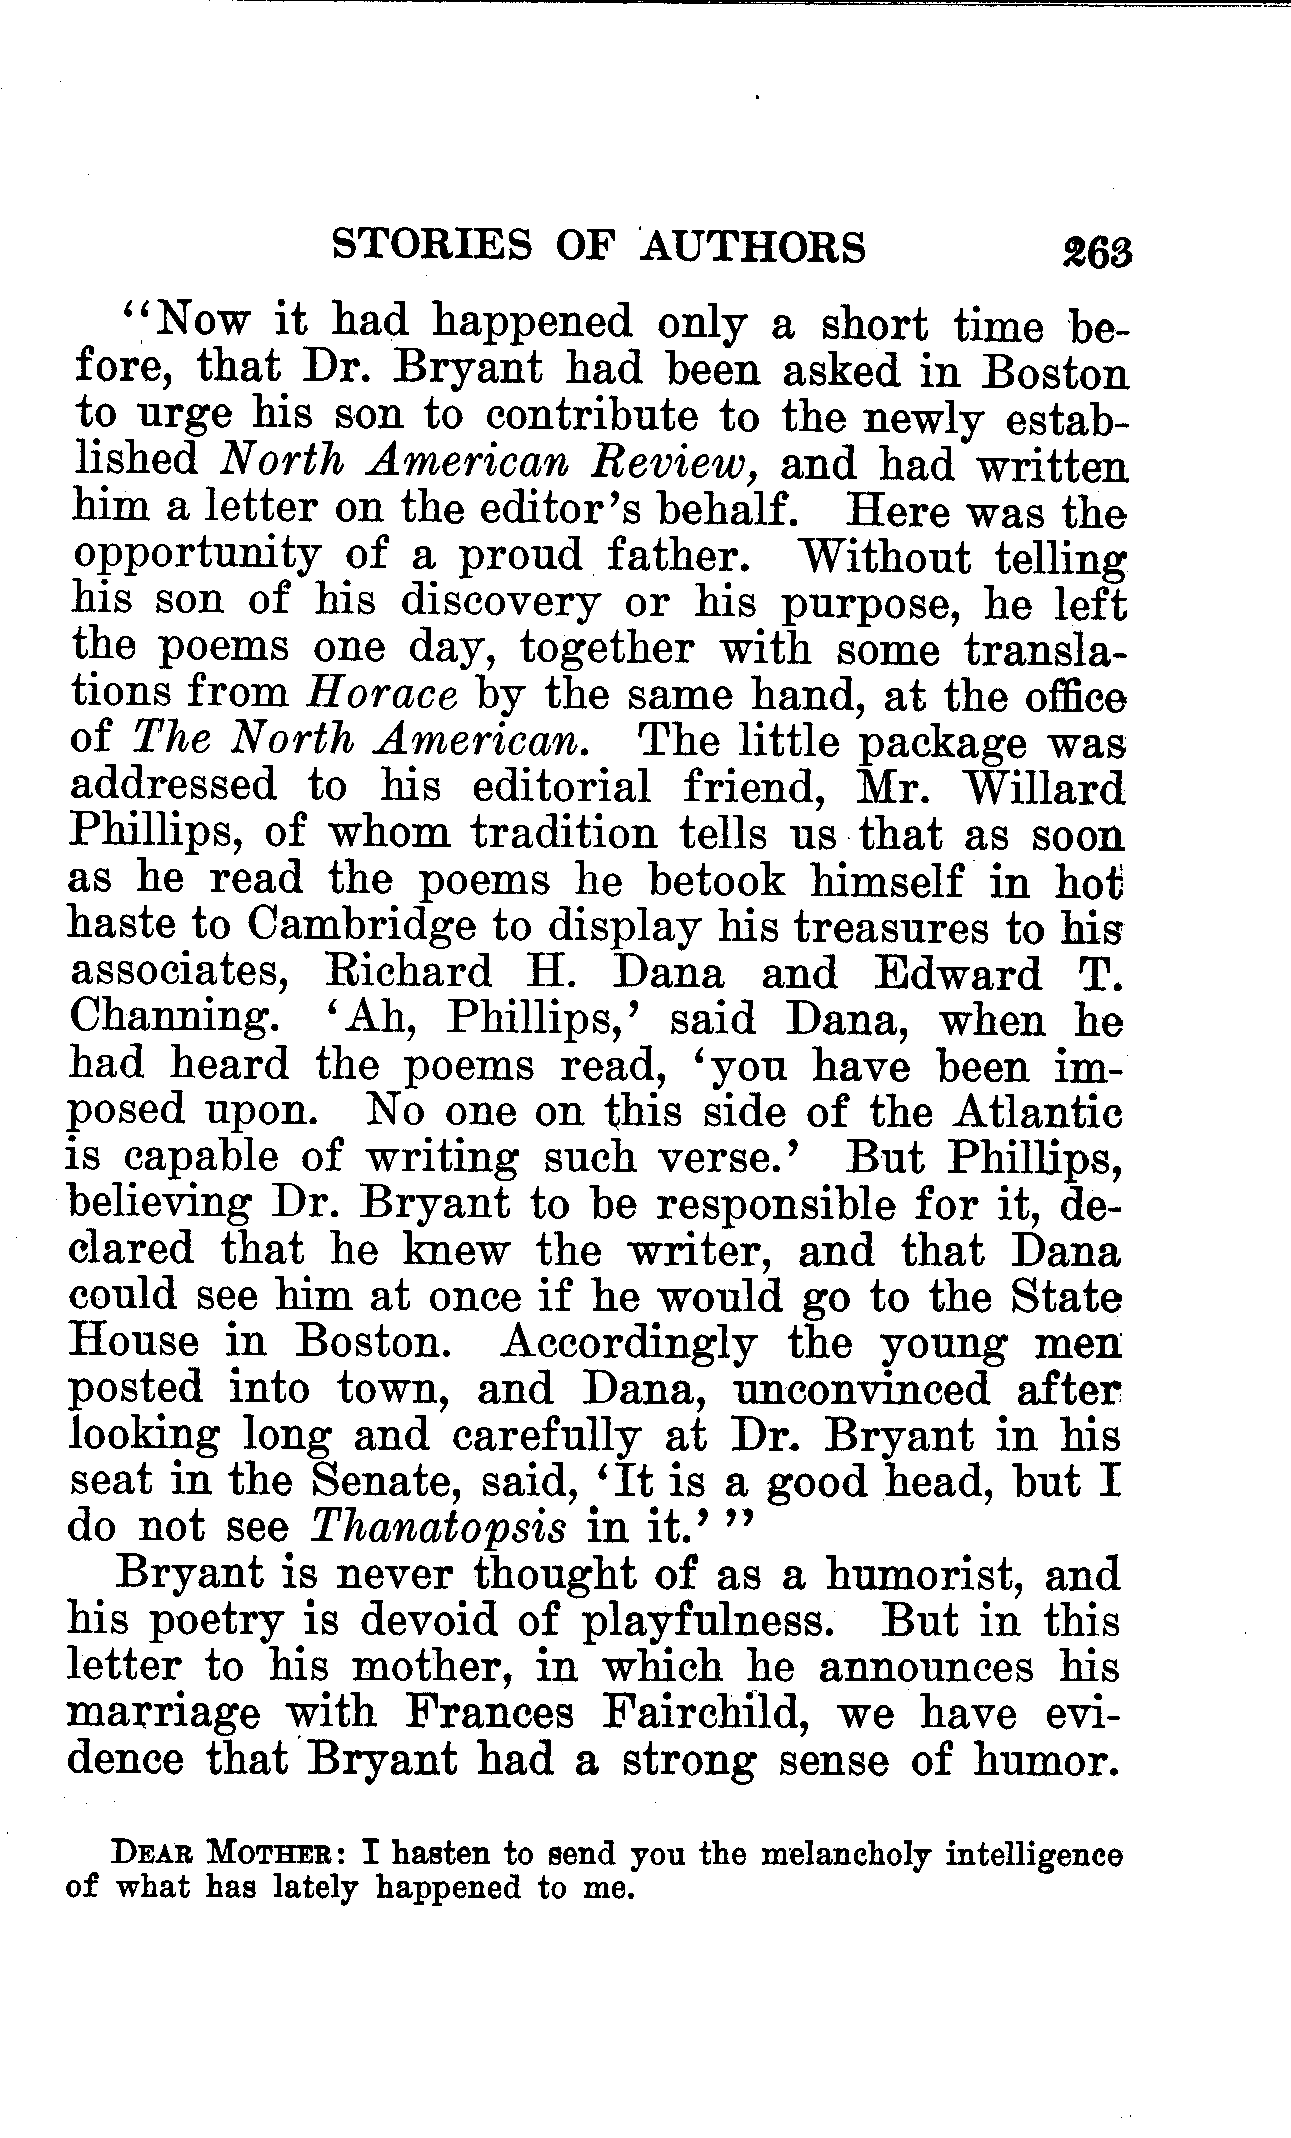 STORIES OF AUTHORS 263
“Now it had happened only a short time be-
fore, that Dr. Bryant had been asked in Boston
to urge his son to contribute to the newly estab-
lished North American Review, and had written
him a letter on the editor’s behalf. Here was the
opportunity of a proud father. Without telling
his son of his discovery or his purpose, he left
the poems one day, together with some transla-
tions from Horace by the same hand, at the office
of The North American. The little package was
addressed to his editorial friend, Mr. Willard
Phillips, of whom tradition tells us that as soon
as he read the poems he betook himself in hot
haste to Cambridge to display his treasures to his
associates, Richard H. Dana and Edward T.
Channing. ‘Ah, Phillips,’ said Dana, when he
had heard the poems read, ‘you have been im-
posed upon. No one on this side of the Atlantic
is capable of writing such verse.’ But Phillips,
believing Dr. Bryant to be responsible for it, de-
clared that he knew the writer, and that Dana
could see him at once if he would go to the State
House in Boston. Accordingly the young men
posted into town, and Dana, unconvinced after
looking long and carefully at Dr. Bryant in his
seat in the Senate, said, ‘It is a good head, but I
do not see Thanatopsis in it.’ ”
Bryant is never thought of as a humorist, and
his poetry is devoid of playfulness. But in this
letter to his mother, in which he announces his
marriage with Frances Fairchild, we have evi-
dence that Bryant had a strong sense of humor.
DEAR MOTHER: I hasten to send you the melancholy intelligence
of what has lately happened to me.